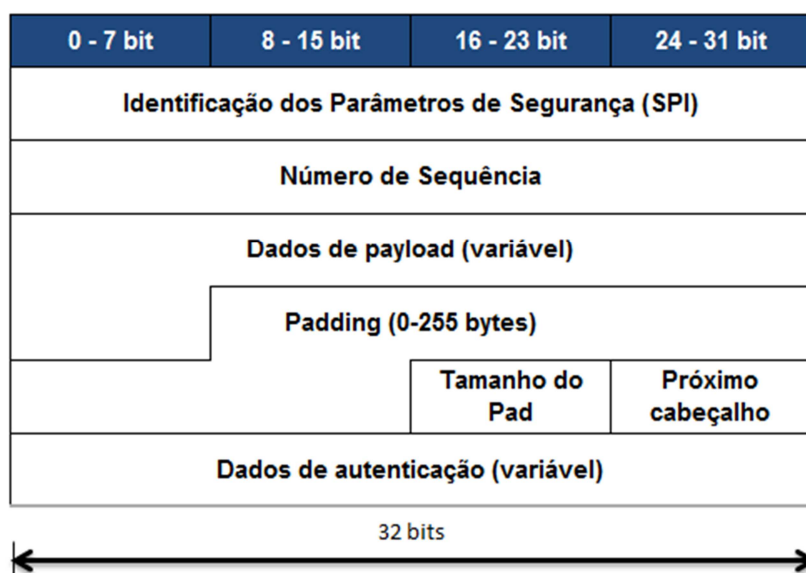 0 - 7 bit 8 - 15 bit 16 - 23 bit 24 - 31 bit
Identificação dos Parâmetros de Segurança (SPI)
Número de Sequência
Dados de payload (variável)
Padding (0-255 bytes)
Tamanho do Pad
Próximo cabeçalho
Dados de autenticação (variável)
32 bits